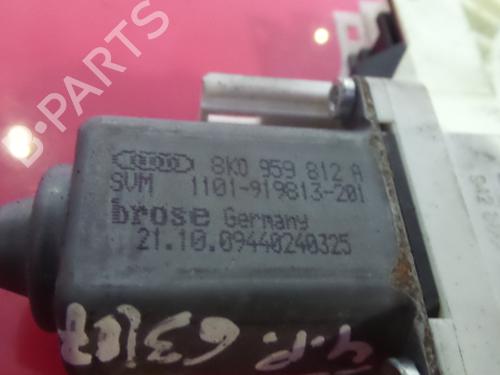 B-PARTS
8K0 959 812 A
SVM 1101-919813-201
brose Germany
21.10.09440240325